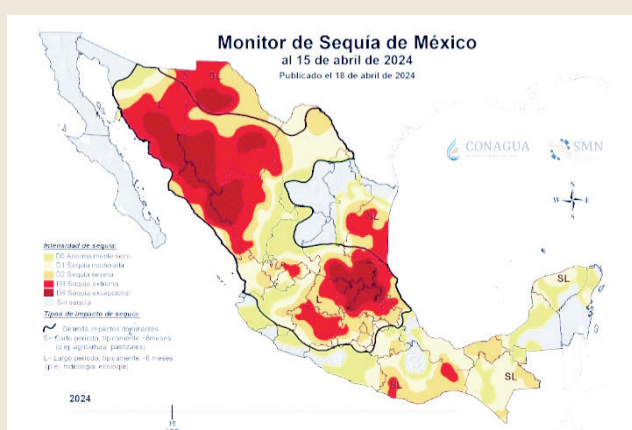 Monitor de Sequía de México
al 15 de abril de 2024
Publicado el 18 de abril de 2024
CONAGUA
SMN
N
W E
S
SL
SL
L
SL
SL
SL
Intensidad de sequía:
D0 Anormalmente seco
D1 Sequía moderada
D2 Sequía severa
D3 Sequía extrema
D4 Sequía excepcional
Sin sequía
Tipos de impacto de sequía:
Delimita impactos dominantes
S= Corto periodo, típicamente <6meses
(p.ej. agricultura, pastizales)
L= Largo periodo, típicamente >6 meses
(p.ej. hidrología, ecología)
2024
15